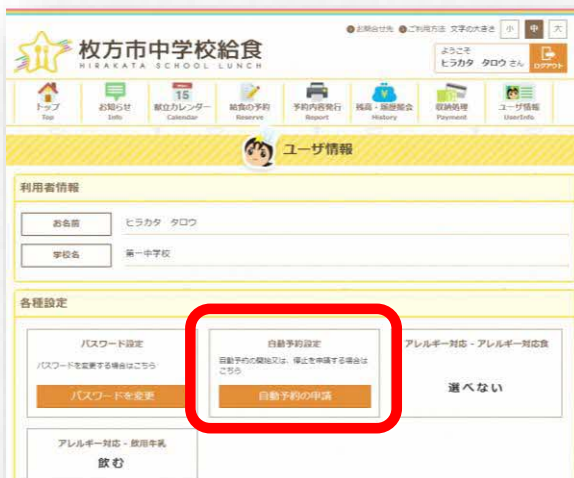 お問合せ先 ご利用方法 文字の大きさ 小 中 大
枚方市中学校給食
HIRAKATA SCHOOL LUNCH
ようこそ
ヒラカタ タロウ さん
ログアウト
トップ
Top
お知らせ
Info
15
献立カレンダー
Calendar
給食の予約
Reserve
予約内容発行
Report
残高・履歴照会
History
収納処理
Payment
ユーザ情報
UserInfo
ユーザ情報
利用者情報
お名前 ヒラカタ タロウ
学校名 第一中学校
各種設定
パスワード設定
パスワードを変更する場合はこちら
パスワードを変更
自動予約設定
自動予約の開始又は、停止を申請する場合は
こちら
自動予約の申請
アレルギー対応 - アレルギー対応食
選べない
アレルギー対応 - 飲用牛乳
飲む